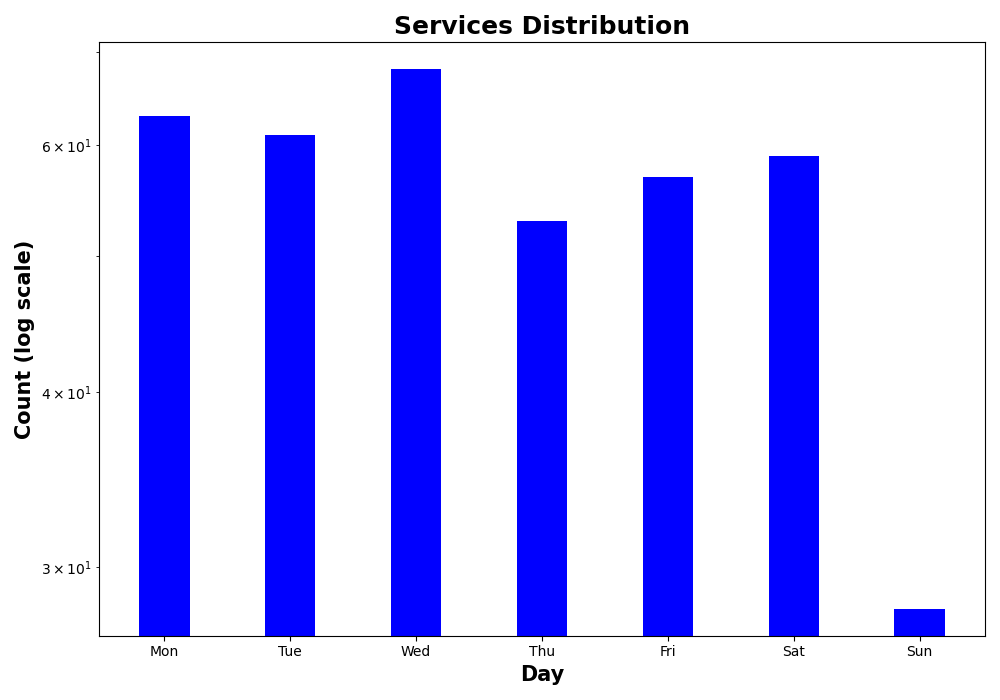 Services Distribution
Count (log scale)
6 × 10¹
4 × 10¹
3 × 10¹
Mon Tue Wed Thu Fri Sat Sun
Day